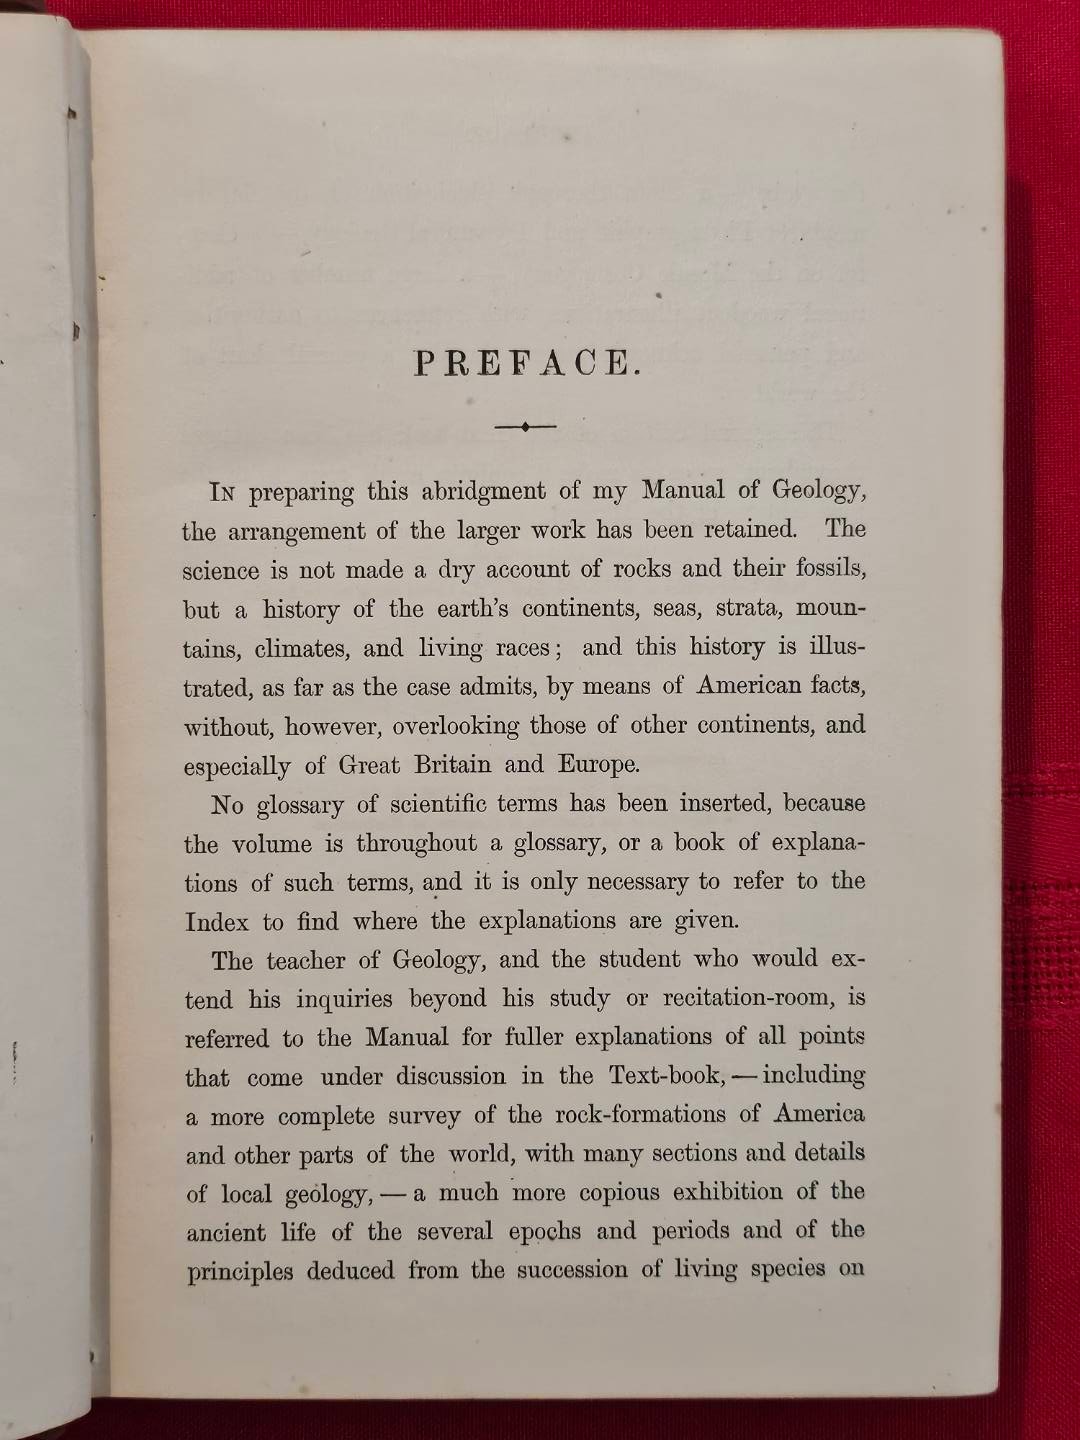 PREFACE.
IN preparing this abridgment of my Manual of Geology,
the arrangement of the larger work has been retained. The
science is not made a dry account of rocks and their fossils,
but a history of the earth's continents, seas, strata, moun-
tains, climates, and living races; and this history is illus-
trated, as far as the case admits, by means of American facts,
without, however, overlooking those of other continents, and
especially of Great Britain and Europe.
No glossary of scientific terms has been inserted, because
the volume is throughout a glossary, or a book of explana-
tions of such terms, and it is only necessary to refer to the
Index to find where the explanations are given.
The teacher of Geology, and the student who would ex-
tend his inquiries beyond his study or recitation-room, is
referred to the Manual for fuller explanations of all points
that come under discussion in the Text-book, — including
a more complete survey of the rock-formations of America
and other parts of the world, with many sections and details
of local geology, — a much more copious exhibition of the
ancient life of the several epochs and periods and of the
principles deduced from the succession of living species on